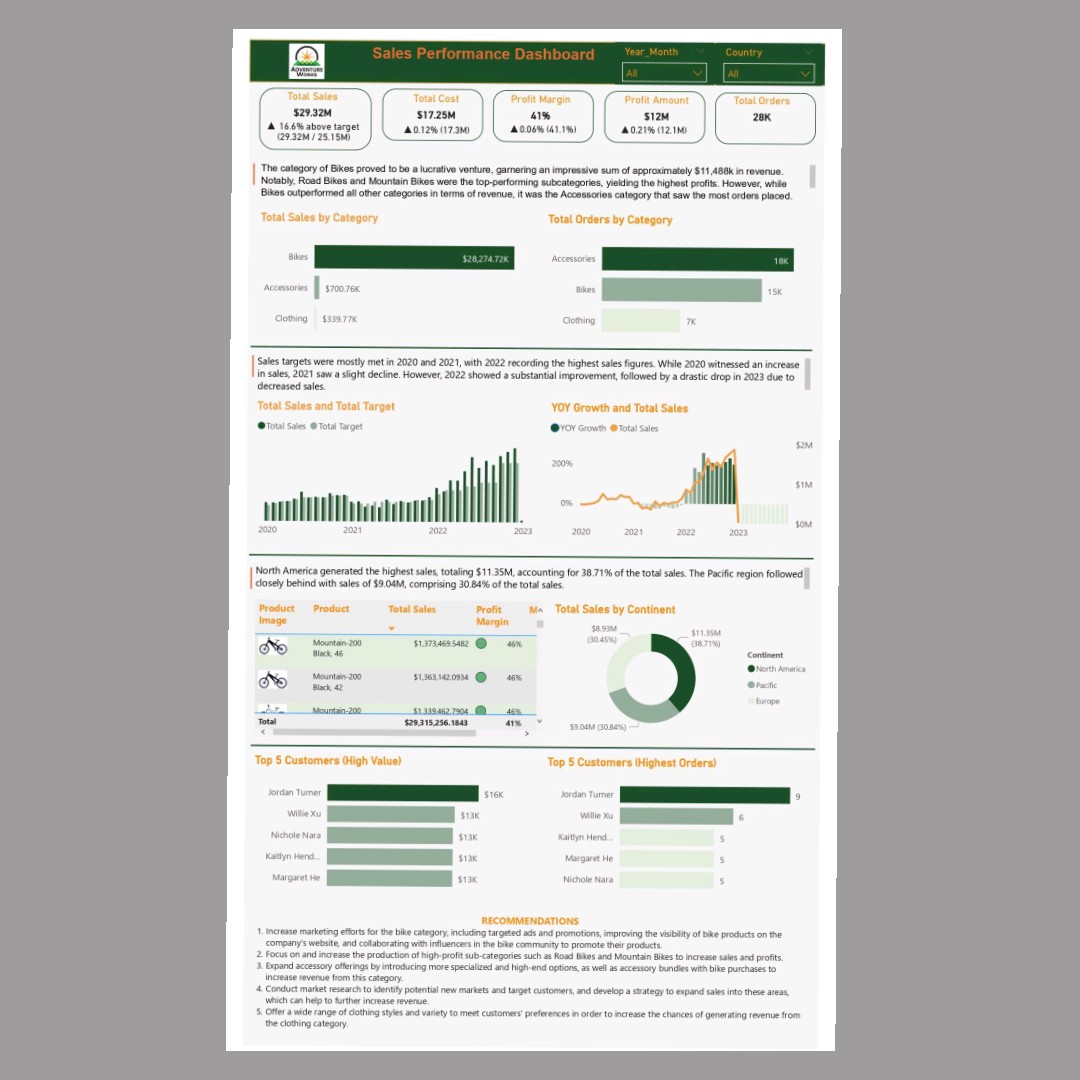 ADVENTURE
WORKS
Sales Performance Dashboard
Year_Month
All
Country
All
Total Sales
$29.32M
▲ 16.6% above target
(29.32M / 25.15M)
Total Cost
$17.25M
▲ 0.12% (17.3M)
Profit Margin
41%
▲ 0.06% (41.1%)
Profit Amount
$12M
▲ 0.21% (12.1M)
Total Orders
28K
The category of Bikes proved to be a lucrative venture, garnering an impressive sum of approximately $11,488k in revenue.
Notably, Road Bikes and Mountain Bikes were the top-performing subcategories, yielding the highest profits. However, while
Bikes outperformed all other categories in terms of revenue, it was the Accessories category that saw the most orders placed.
Total Sales by Category
Bikes $28,274.72K
Accessories $700.76K
Clothing $339.77K
Total Orders by Category
Accessories 18K
Bikes 15K
Clothing 7K
Sales targets were mostly met in 2020 and 2021, with 2022 recording the highest sales figures. While 2020 witnessed an increase
in sales, 2021 saw a slight decline. However, 2022 showed a substantial improvement, followed by a drastic drop in 2023 due to
decreased sales.
Total Sales and Total Target
Total Sales Total Target
2020 2021 2022 2023
YOY Growth and Total Sales
YOY Growth Total Sales
200%
0%
$2M
$1M
$0M
2020 2021 2022 2023
North America generated the highest sales, totaling $11.35M, accounting for 38.71% of the total sales. The Pacific region followed
closely behind with sales of $9.04M, comprising 30.84% of the total sales.
Product Image Product Total Sales Profit Margin
Mountain-200 Black, 46 $1,373,469.5482 46%
Mountain-200 Black, 42 $1,363,142.0934 46%
Mountain-200 $1,339,462.7904 46%
Total $29,315,256.1843 41%
Total Sales by Continent
$8.93M
(30.45%)
$11.35M
(38.71%)
$9.04M (30.84%)
Continent
North America
Pacific
Europe
Top 5 Customers (High Value)
Jordan Turner $16K
Willie Xu $13K
Nichole Nara $13K
Kaitlyn Hend... $13K
Margaret He $13K
Top 5 Customers (Highest Orders)
Jordan Turner 9
Willie Xu 6
Kaitlyn Hend... 5
Margaret He 5
Nichole Nara 5
RECOMMENDATIONS
1. Increase marketing efforts for the bike category, including targeted ads and promotions, improving the visibility of bike products on the
company's website, and collaborating with influencers in the bike community to promote their products.
2. Focus on and increase the production of high-profit sub-categories such as Road Bikes and Mountain Bikes to increase sales and profits.
3. Expand accessory offerings by introducing more specialized and high-end options, as well as accessory bundles with bike purchases to
increase revenue from this category.
4. Conduct market research to identify potential new markets and target customers, and develop a strategy to expand sales into these areas,
which can help to further increase revenue.
5. Offer a wide range of clothing styles and variety to meet customers' preferences in order to increase the chances of generating revenue from
the clothing category.